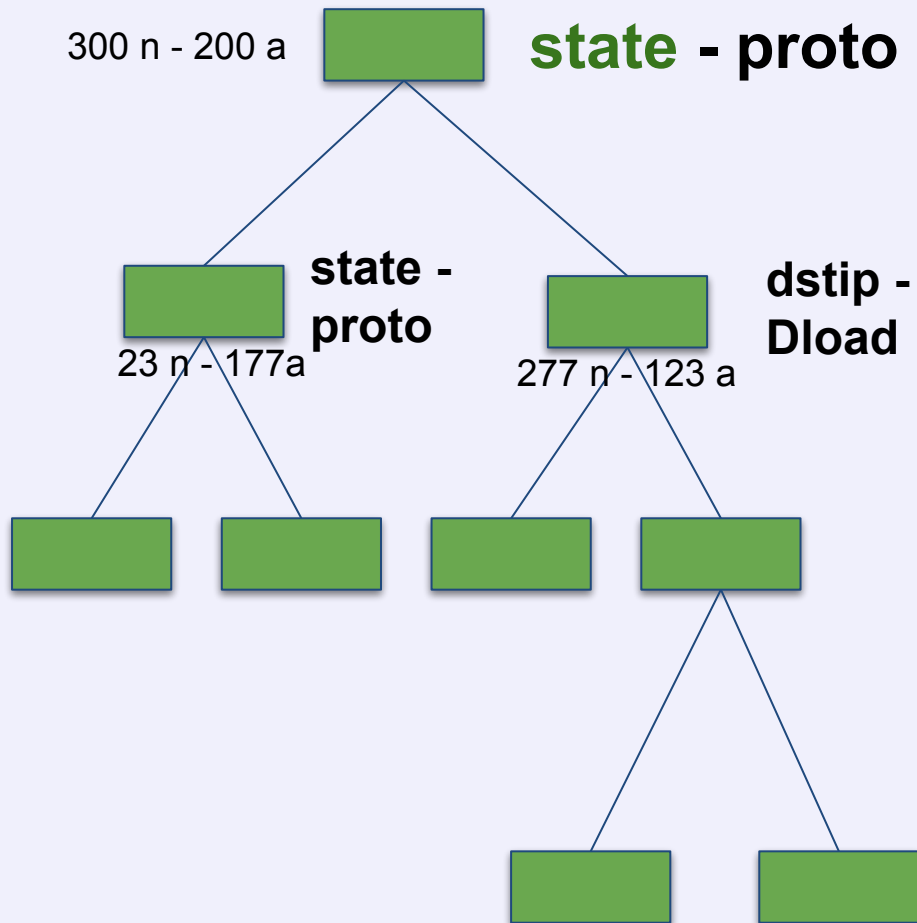 300 n - 200 a
state - proto
state -
proto
dstip -
Dload
23 n - 177a
277 n - 123 a